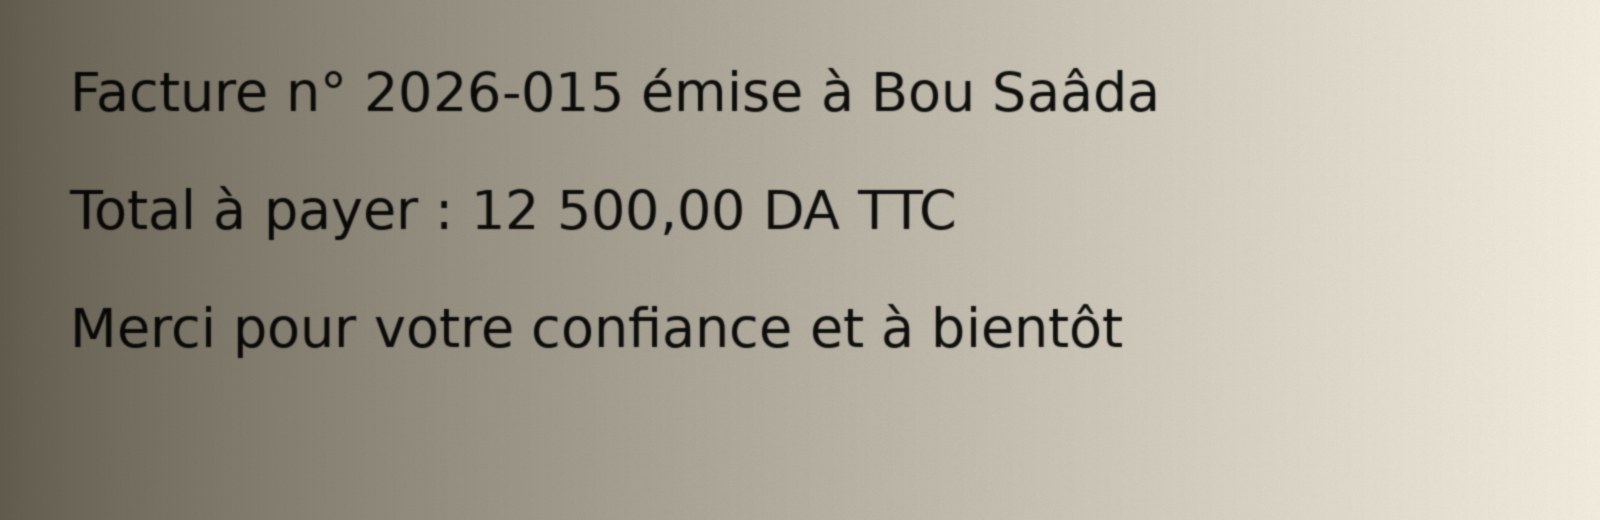 Facture n° 2026-015 émise à Bou Saâda
Total à payer : 12 500,00 DA TTC
Merci pour votre confiance et à bientôt